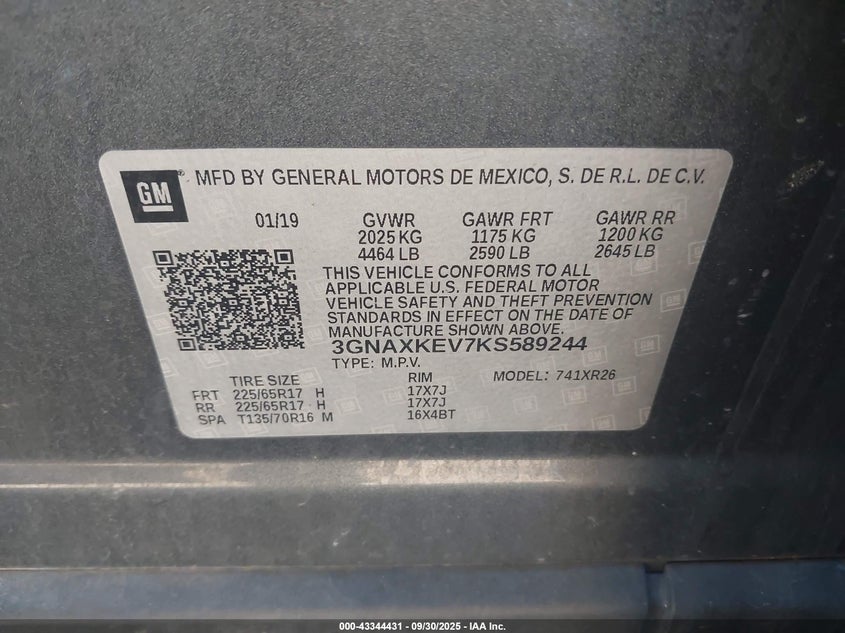 GM
MFD BY GENERAL MOTORS DE MEXICO, S. DE R.L. DE C.V.
01/19 GVWR GAWR FRT GAWR RR
2025 KG 1175 KG 1200 KG
4464 LB 2590 LB 2645 LB
THIS VEHICLE CONFORMS TO ALL
APPLICABLE U.S. FEDERAL MOTOR
VEHICLE SAFETY AND THEFT PREVENTION
STANDARDS IN EFFECT ON THE DATE OF
MANUFACTURE SHOWN ABOVE.
3GNAXKEV7KS589244
TYPE: M.P.V.
TIRE SIZE RIM MODEL: 741XR26
FRT 225/65R17 H 17X7J
RR 225/65R17 H 17X7J
SPA T135/70R16 M 16X4BT
000-43344431 - 09/30/2025 - IAA Inc.